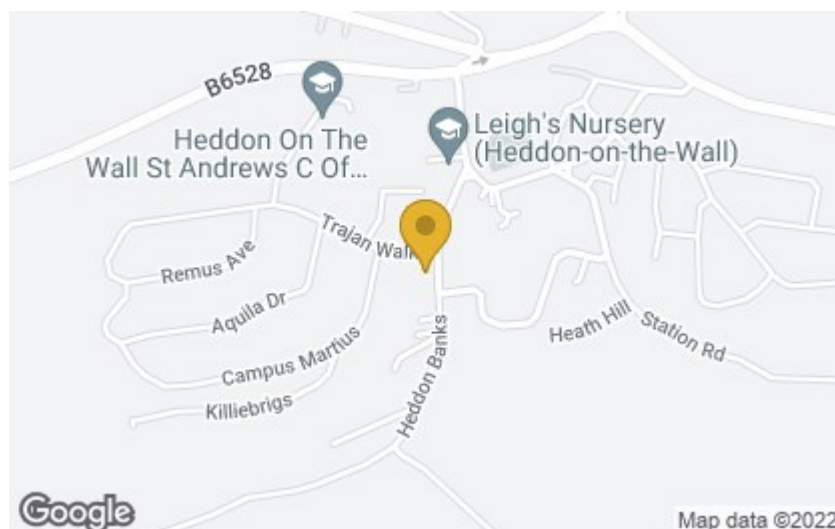 B6528
Heddon On The
Wall St Andrews C Of...
Leigh's Nursery
(Heddon-on-the-Wall)
Trajan Walk
Remus Ave
Aquila Dr
Campus Martius
Killiebrigs
Heddon Banks
Heath Hill
Station Rd
Google
Map data ©2022